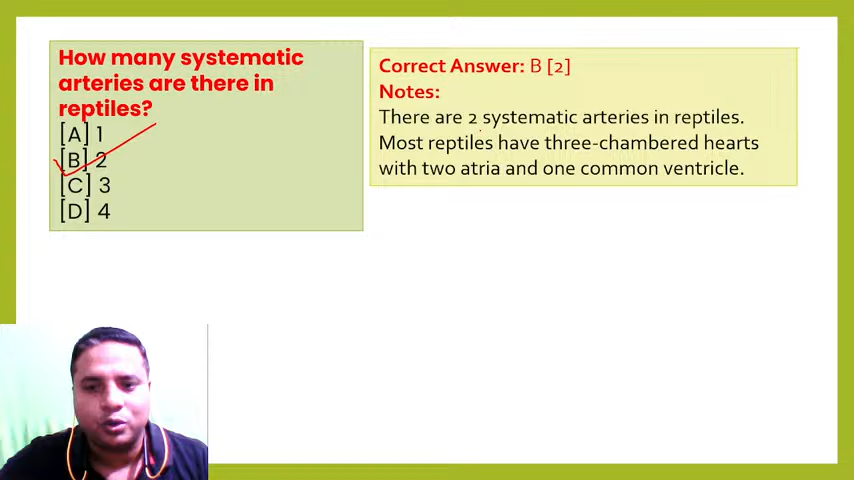 How many systematic
arteries are there in
reptiles?
[A] 1
[B] 2
[C] 3
[D] 4
Correct Answer: B [2]
Notes:
There are 2 systematic arteries in reptiles.
Most reptiles have three-chambered hearts
with two atria and one common ventricle.